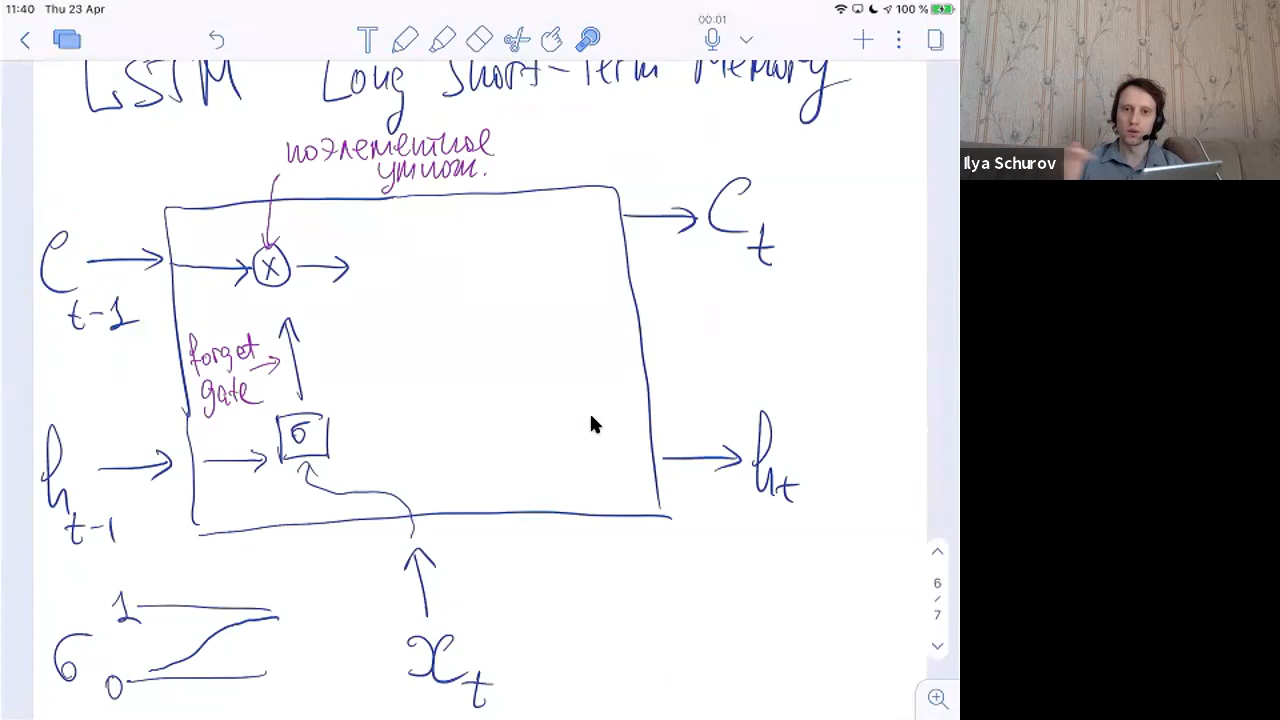 11:40 Thu 23 Apr
100 %
00:01
T
LSTM Long Short-Term Memory
поэлементное
умнож.
C t-1
X
C t
forget
gate
σ
h t-1
h t
1
σ
0
x t
6
/
7
Ilya Schurov